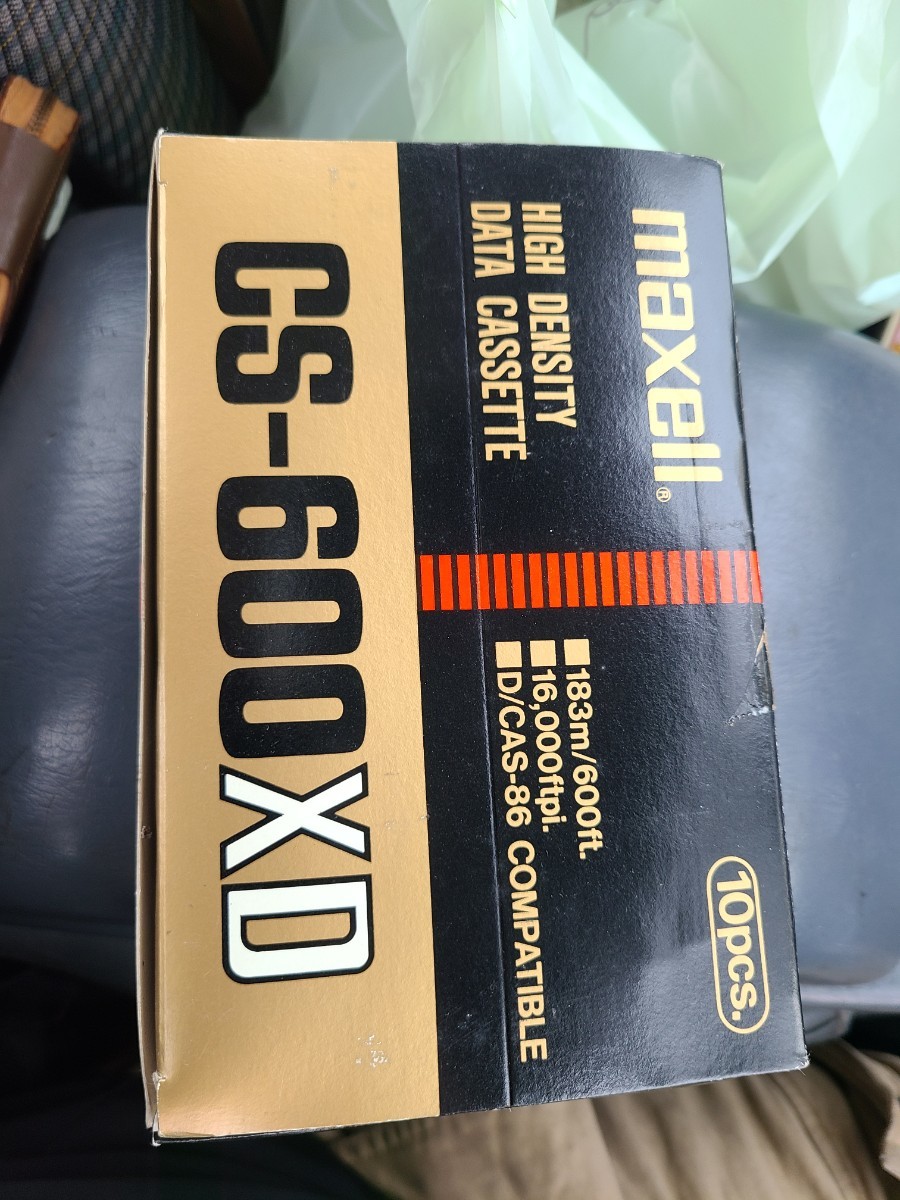 maxell®
HIGH DENSITY
DATA CASSETTE
■183m/600ft.
■16,000ftpi.
■D/CAS-86 COMPATIBLE
10pcs.
CS-600XD